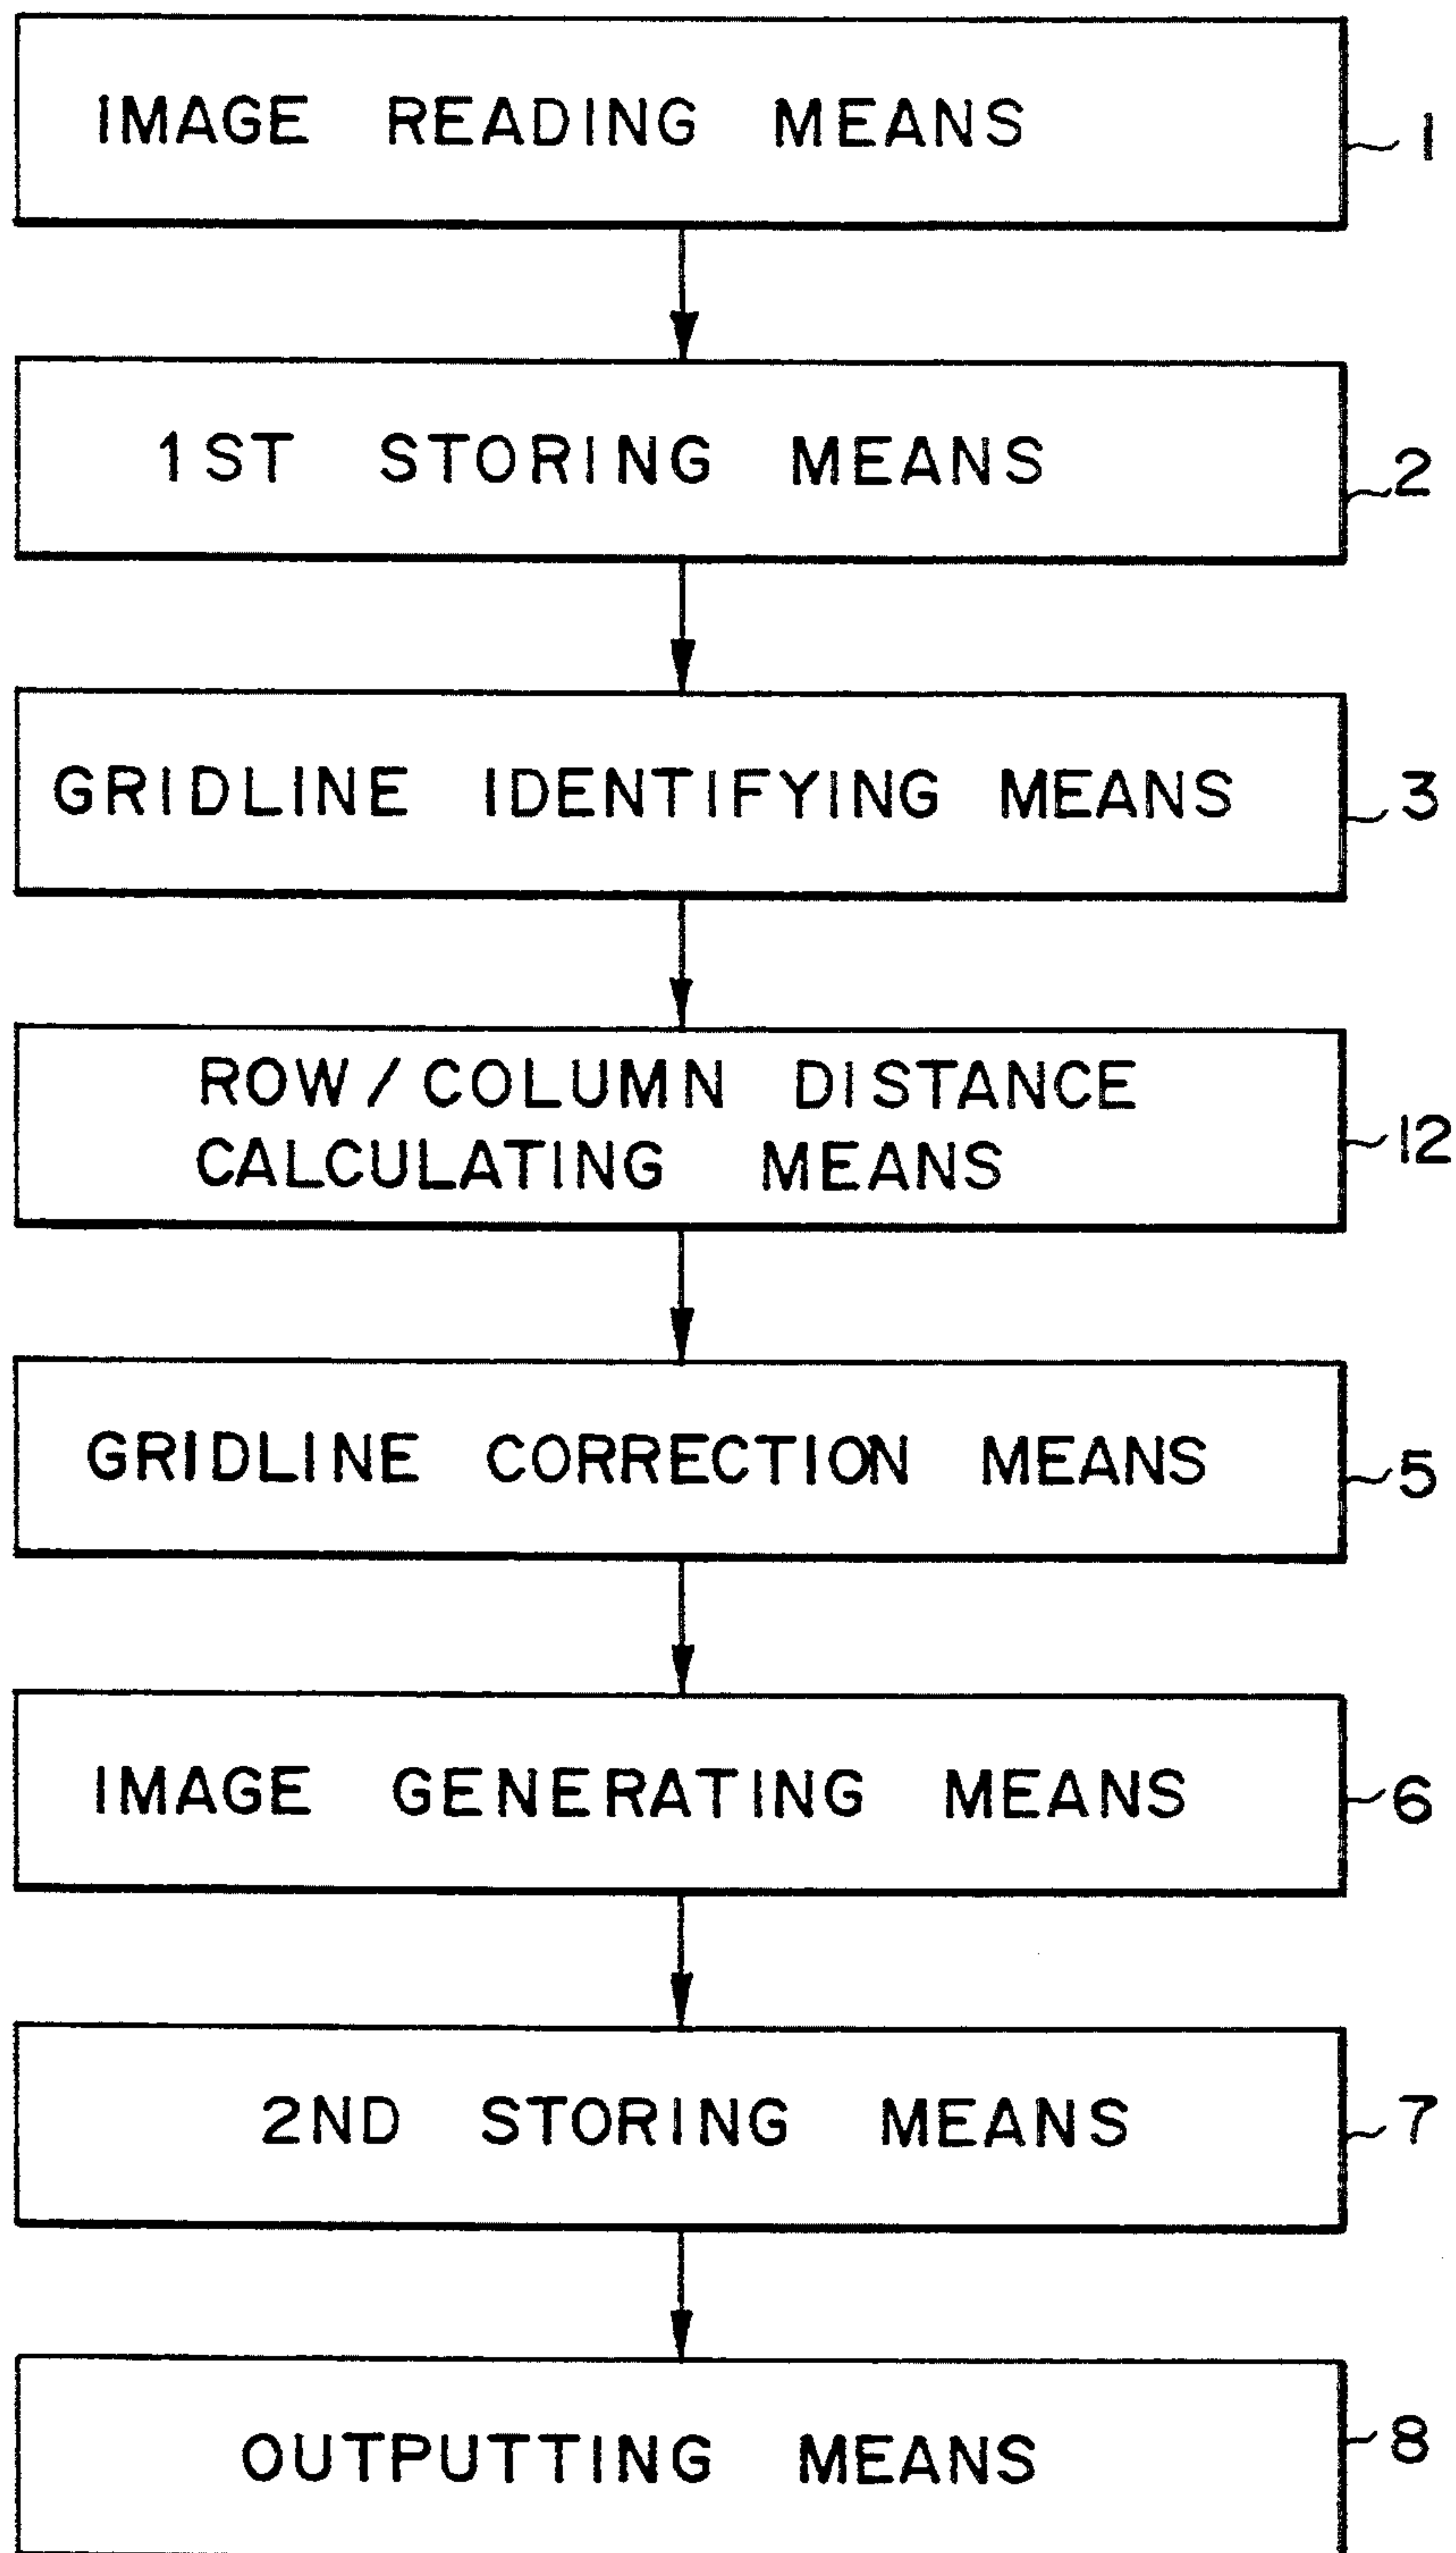 IMAGE READING MEANS
1
1ST STORING MEANS
2
GRIDLINE IDENTIFYING MEANS
3
ROW/COLUMN DISTANCE
CALCULATING MEANS
12
GRIDLINE CORRECTION MEANS
5
IMAGE GENERATING MEANS
6
2ND STORING MEANS
7
OUTPUTTING MEANS
8